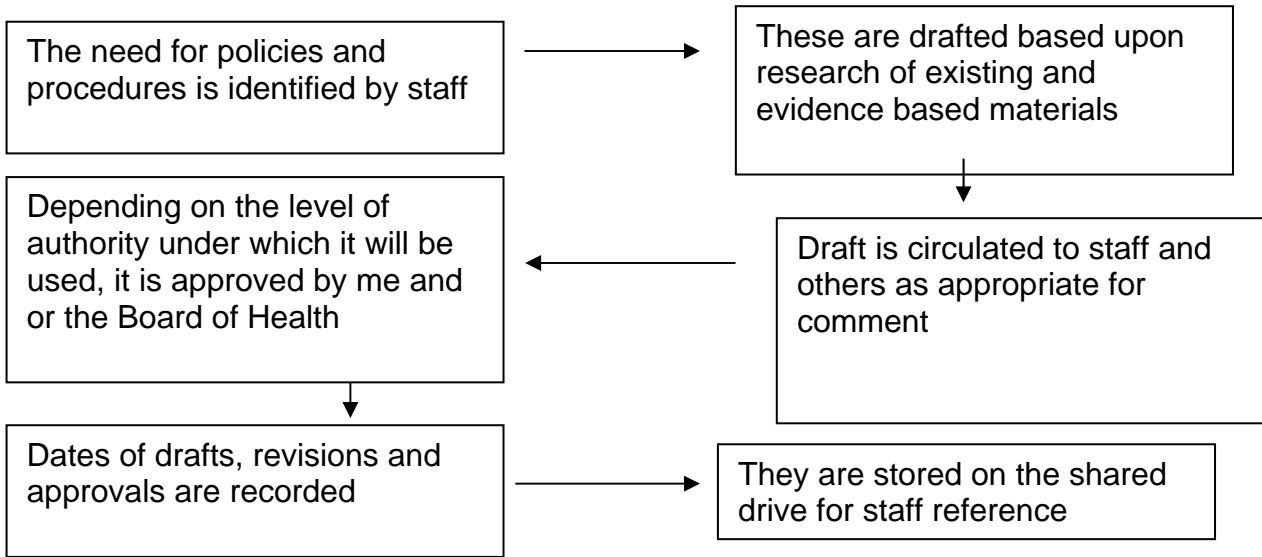 The need for policies and
procedures is identified by staff
These are drafted based upon
research of existing and
evidence based materials
Draft is circulated to staff and
others as appropriate for
comment
Depending on the level of
authority under which it will be
used, it is approved by me and
or the Board of Health
Dates of drafts, revisions and
approvals are recorded
They are stored on the shared
drive for staff reference